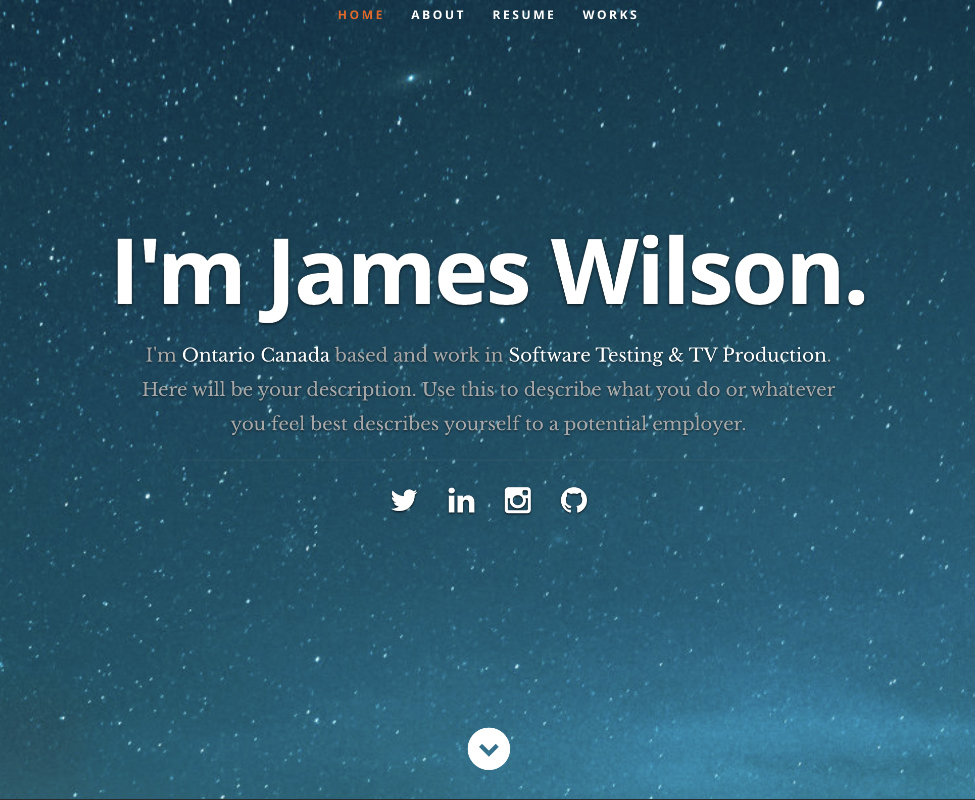 HOME ABOUT RESUME WORKS
I'm James Wilson.
I'm Ontario Canada based and work in Software Testing & TV Production.
Here will be your description. Use this to describe what you do or whatever
you feel best describes yourself to a potential employer.
in